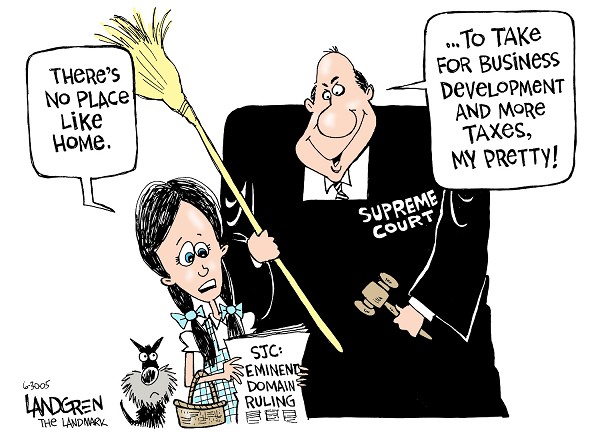 THERE'S
NO PLACE
LIKE
HOME.
...TO TAKE
FOR BUSINESS
DEVELOPMENT
AND MORE
TAXES,
MY PRETTY!
SUPREME
COURT
SJC:
EMINENT
DOMAIN
RULING
6-30-05
LANDGREN
THE LANDMARK